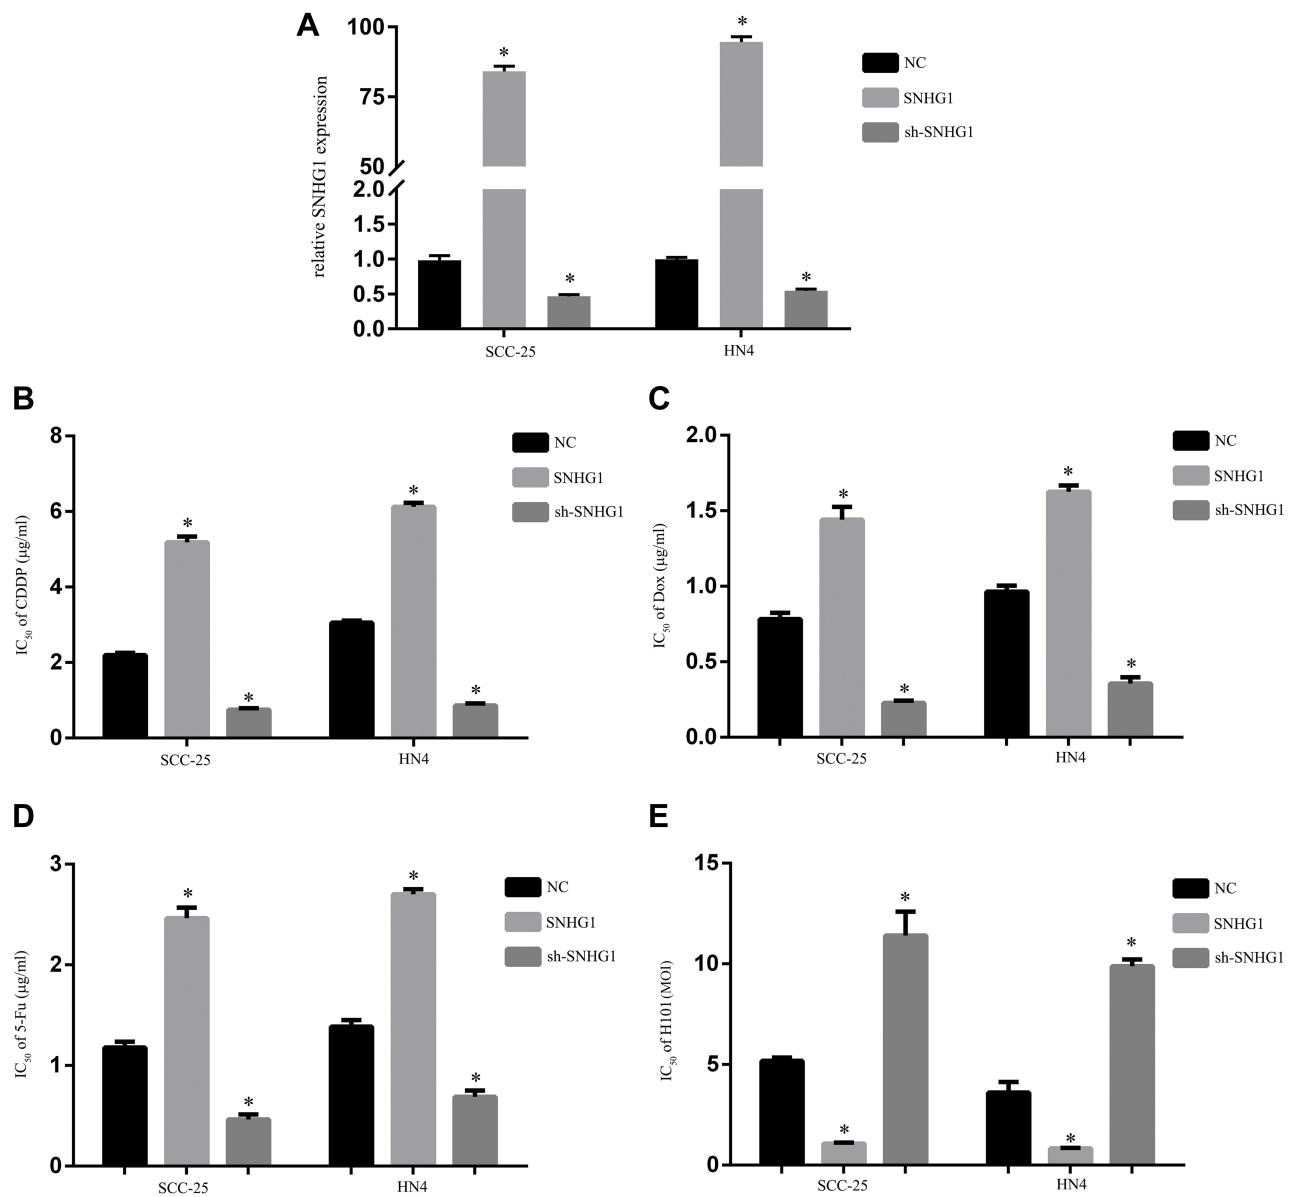 A
relative SNHG1 expression
100
75
50
2.0
1.5
1.0
0.5
0.0
*
*
*
*
SCC-25
HN4
NC
SNHG1
sh-SNHG1
B
IC50 of CDDP (μg/ml)
8
6
4
2
0
*
*
*
*
SCC-25
HN4
NC
SNHG1
sh-SNHG1
C
IC50 of Dox (μg/ml)
2.0
1.5
1.0
0.5
0.0
*
*
*
*
SCC-25
HN4
NC
SNHG1
sh-SNHG1
D
IC50 of 5-Fu (μg/ml)
3
2
1
0
*
*
*
*
SCC-25
HN4
NC
SNHG1
sh-SNHG1
E
IC50 of H101 (MOI)
15
10
5
0
*
*
*
*
SCC-25
HN4
NC
SNHG1
sh-SNHG1